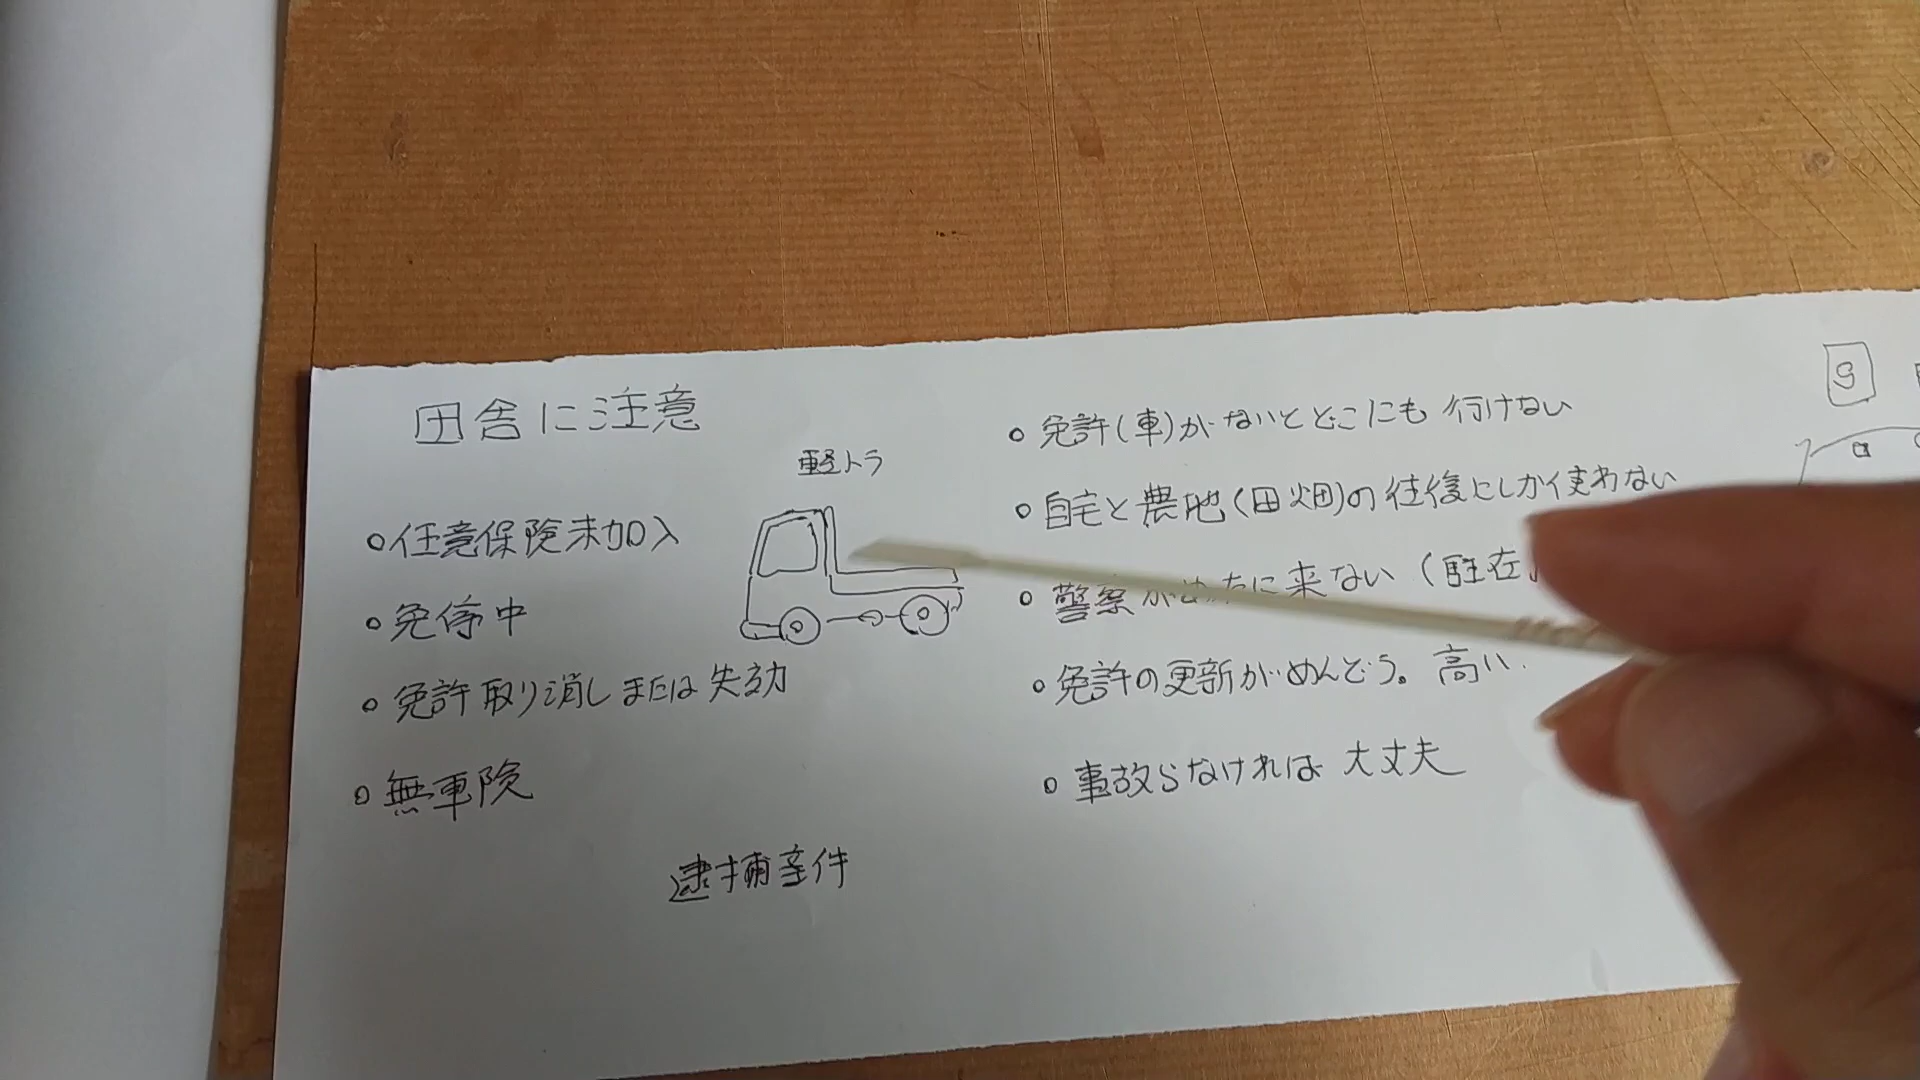 田舎に注意
軽トラ
・任意保険未加入
・免停中
・免許取り消しまたは失効
・無車険
逮捕案件
・免許(車)がないとどこにも行けない
・自宅と農地(田畑)の往復にしか使わない
・警察がめったに来ない(駐在
・免許の更新がめんどう。高い
・事故らなければ大丈夫